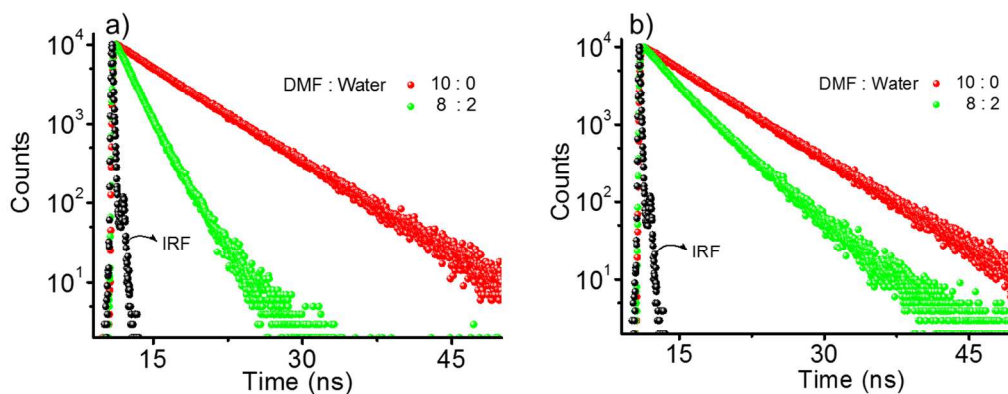 a)
Counts
10⁴
10³
10²
10¹
DMF : Water 10 : 0
8 : 2
IRF
15 30 45
Time (ns)
b)
Counts
10⁴
10³
10²
10¹
DMF : Water 10 : 0
8 : 2
IRF
15 30 45
Time (ns)